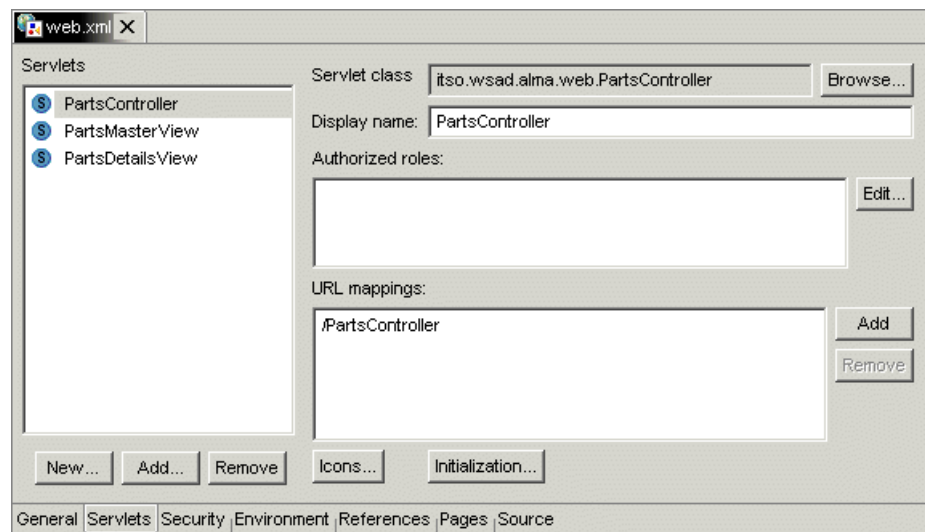 web.xml X
Servlets
S PartsController
S PartsMasterView
S PartsDetailsView
New...
Add...
Remove
Servlet class
itso.wsad.alma.web.PartsController
Browse...
Display name:
PartsController
Authorized roles:
Edit...
URL mappings:
/PartsController
Add
Remove
Icons...
Initialization...
General Servlets Security Environment References Pages Source